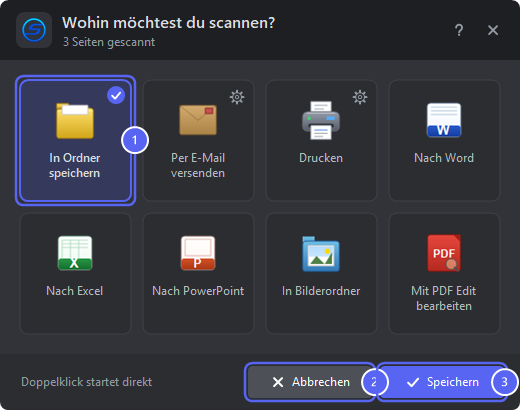 Wohin möchtest du scannen?
3 Seiten gescannt
?
In Ordner
speichern
1
Per E-Mail
versenden
Drucken
W
Nach Word
X
Nach Excel
P
Nach PowerPoint
In Bilderordner
PDF
Mit PDF Edit
bearbeiten
Doppelklick startet direkt
Abbrechen
2
Speichern
3